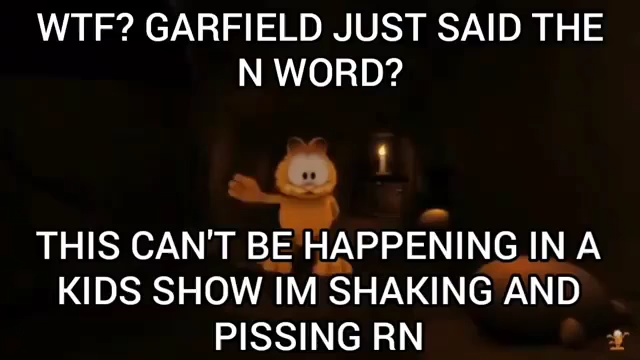 WTF? GARFIELD JUST SAID THE
N WORD?
THIS CAN'T BE HAPPENING IN A
KIDS SHOW IM SHAKING AND
PISSING RN